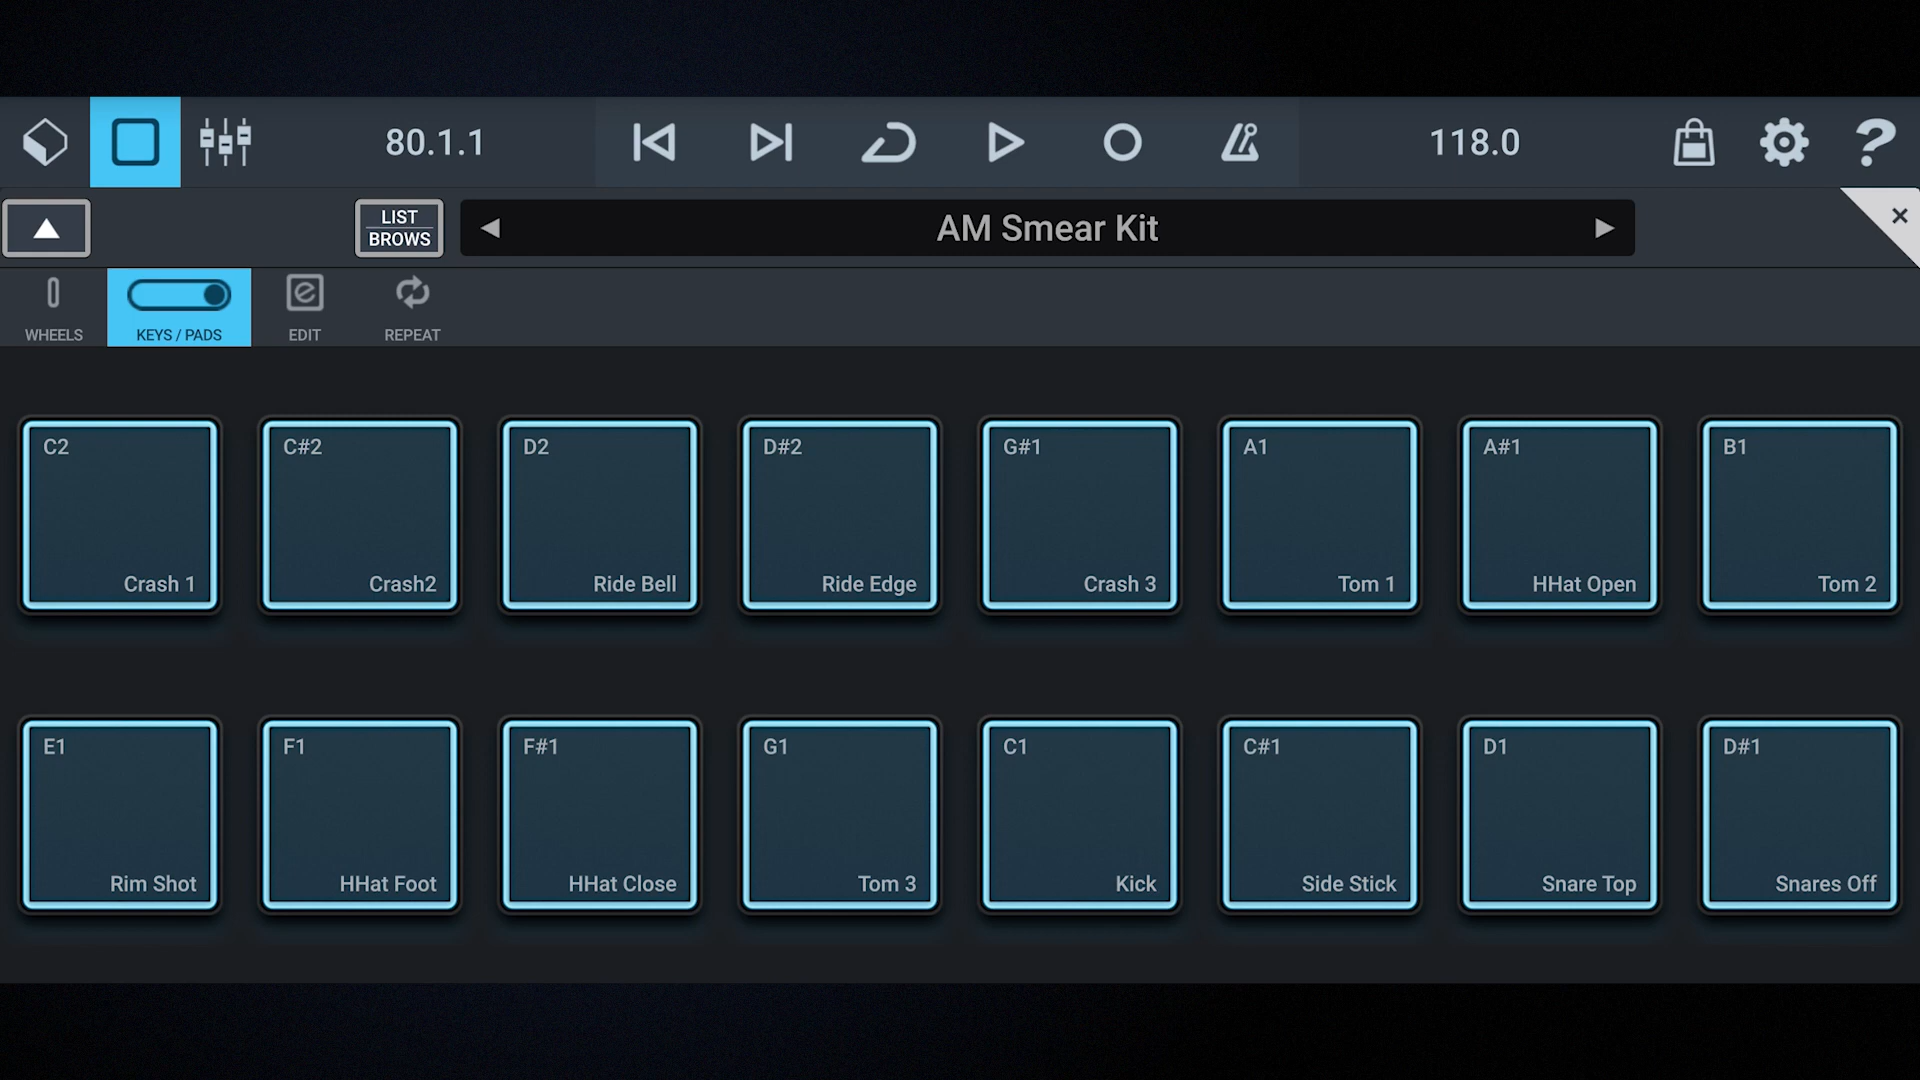 80.1.1
118.0
?
LIST
BROWS
AM Smear Kit
WHEELS
KEYS / PADS
EDIT
REPEAT
C2
C#2
D2
D#2
G#1
A1
A#1
B1
Crash 1
Crash2
Ride Bell
Ride Edge
Crash 3
Tom 1
HHat Open
Tom 2
E1
F1
F#1
G1
C1
C#1
D1
D#1
Rim Shot
HHat Foot
HHat Close
Tom 3
Kick
Side Stick
Snare Top
Snares Off